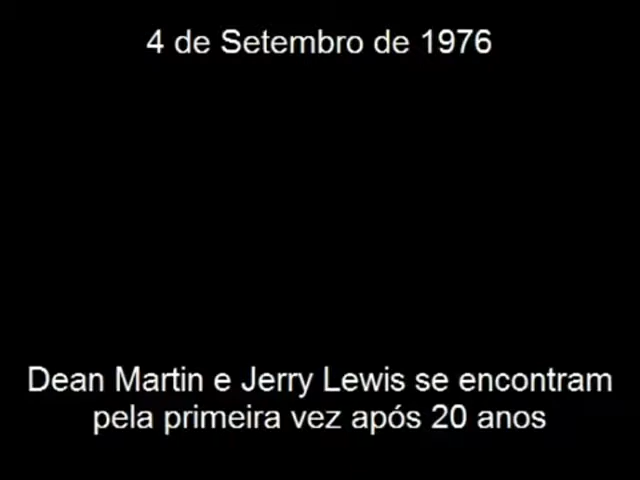 4 de Setembro de 1976
Dean Martin e Jerry Lewis se encontram
pela primeira vez após 20 anos